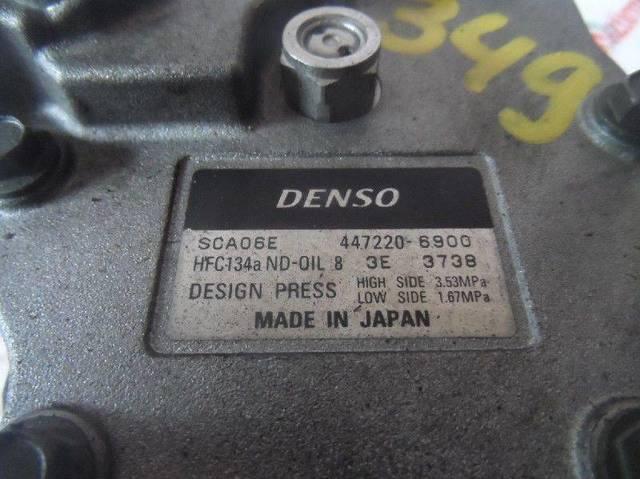 349
DENSO
SCA06E 447220-6900
HFC134a ND-OIL 8 3E 3738
DESIGN PRESS HIGH SIDE 3.53MPa
LOW SIDE 1.67MPa
MADE IN JAPAN